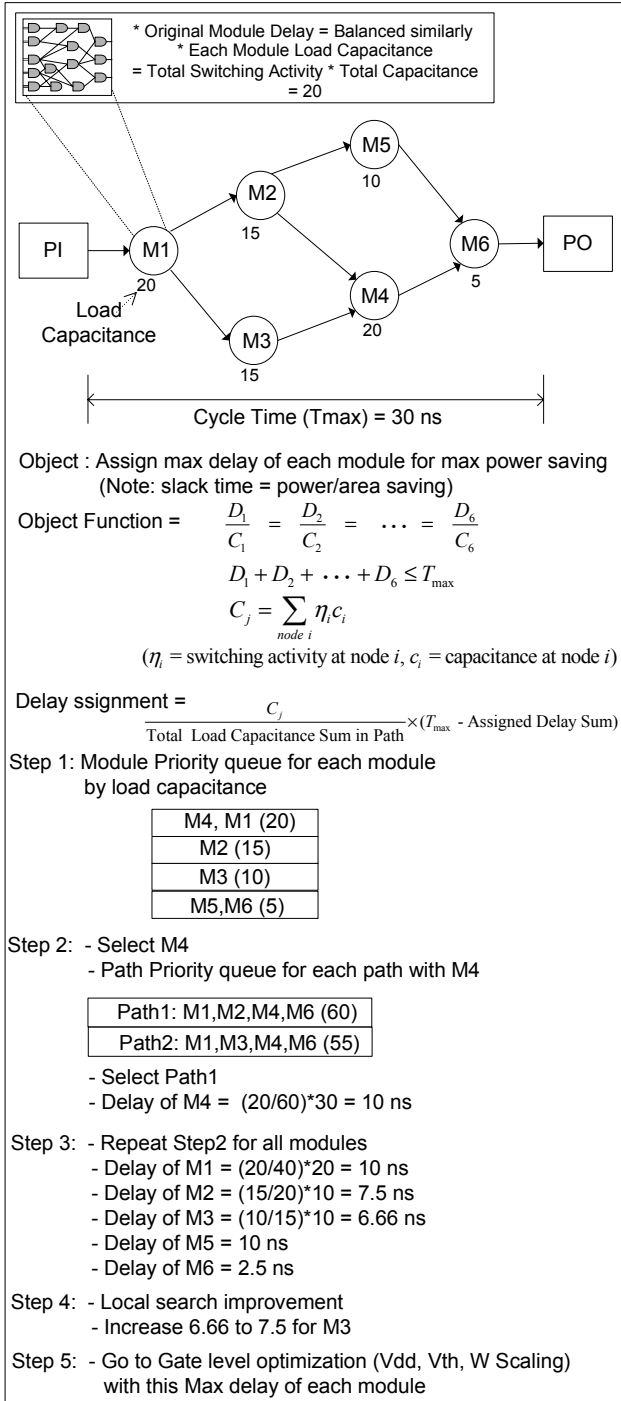 * Original Module Delay = Balanced similarly
* Each Module Load Capacitance
= Total Switching Activity * Total Capacitance
= 20
M5
10
M2
15
PI
M1
20
M6
5
PO
M4
20
Load
Capacitance
M3
15
Cycle Time (Tmax) = 30 ns
Object : Assign max delay of each module for max power saving
(Note: slack time = power/area saving)
Object Function = D₁/C₁ = D₂/C₂ = ⋯ = D₆/C₆
D₁ + D₂ + ⋯ + D₆ ≤ Tmax
Cⱼ = ∑ node i ηᵢcᵢ
(ηᵢ = switching activity at node i, cᵢ = capacitance at node i)
Delay ssignment = Cⱼ / Total Load Capacitance Sum in Path × (Tmax - Assigned Delay Sum)
Step 1: Module Priority queue for each module
by load capacitance
M4, M1 (20)
M2 (15)
M3 (10)
M5,M6 (5)
Step 2: - Select M4
- Path Priority queue for each path with M4
Path1: M1,M2,M4,M6 (60)
Path2: M1,M3,M4,M6 (55)
- Select Path1
- Delay of M4 = (20/60)*30 = 10 ns
Step 3: - Repeat Step2 for all modules
- Delay of M1 = (20/40)*20 = 10 ns
- Delay of M2 = (15/20)*10 = 7.5 ns
- Delay of M3 = (10/15)*10 = 6.66 ns
- Delay of M5 = 10 ns
- Delay of M6 = 2.5 ns
Step 4: - Local search improvement
- Increase 6.66 to 7.5 for M3
Step 5: - Go to Gate level optimization (Vdd, Vth, W Scaling)
with this Max delay of each module